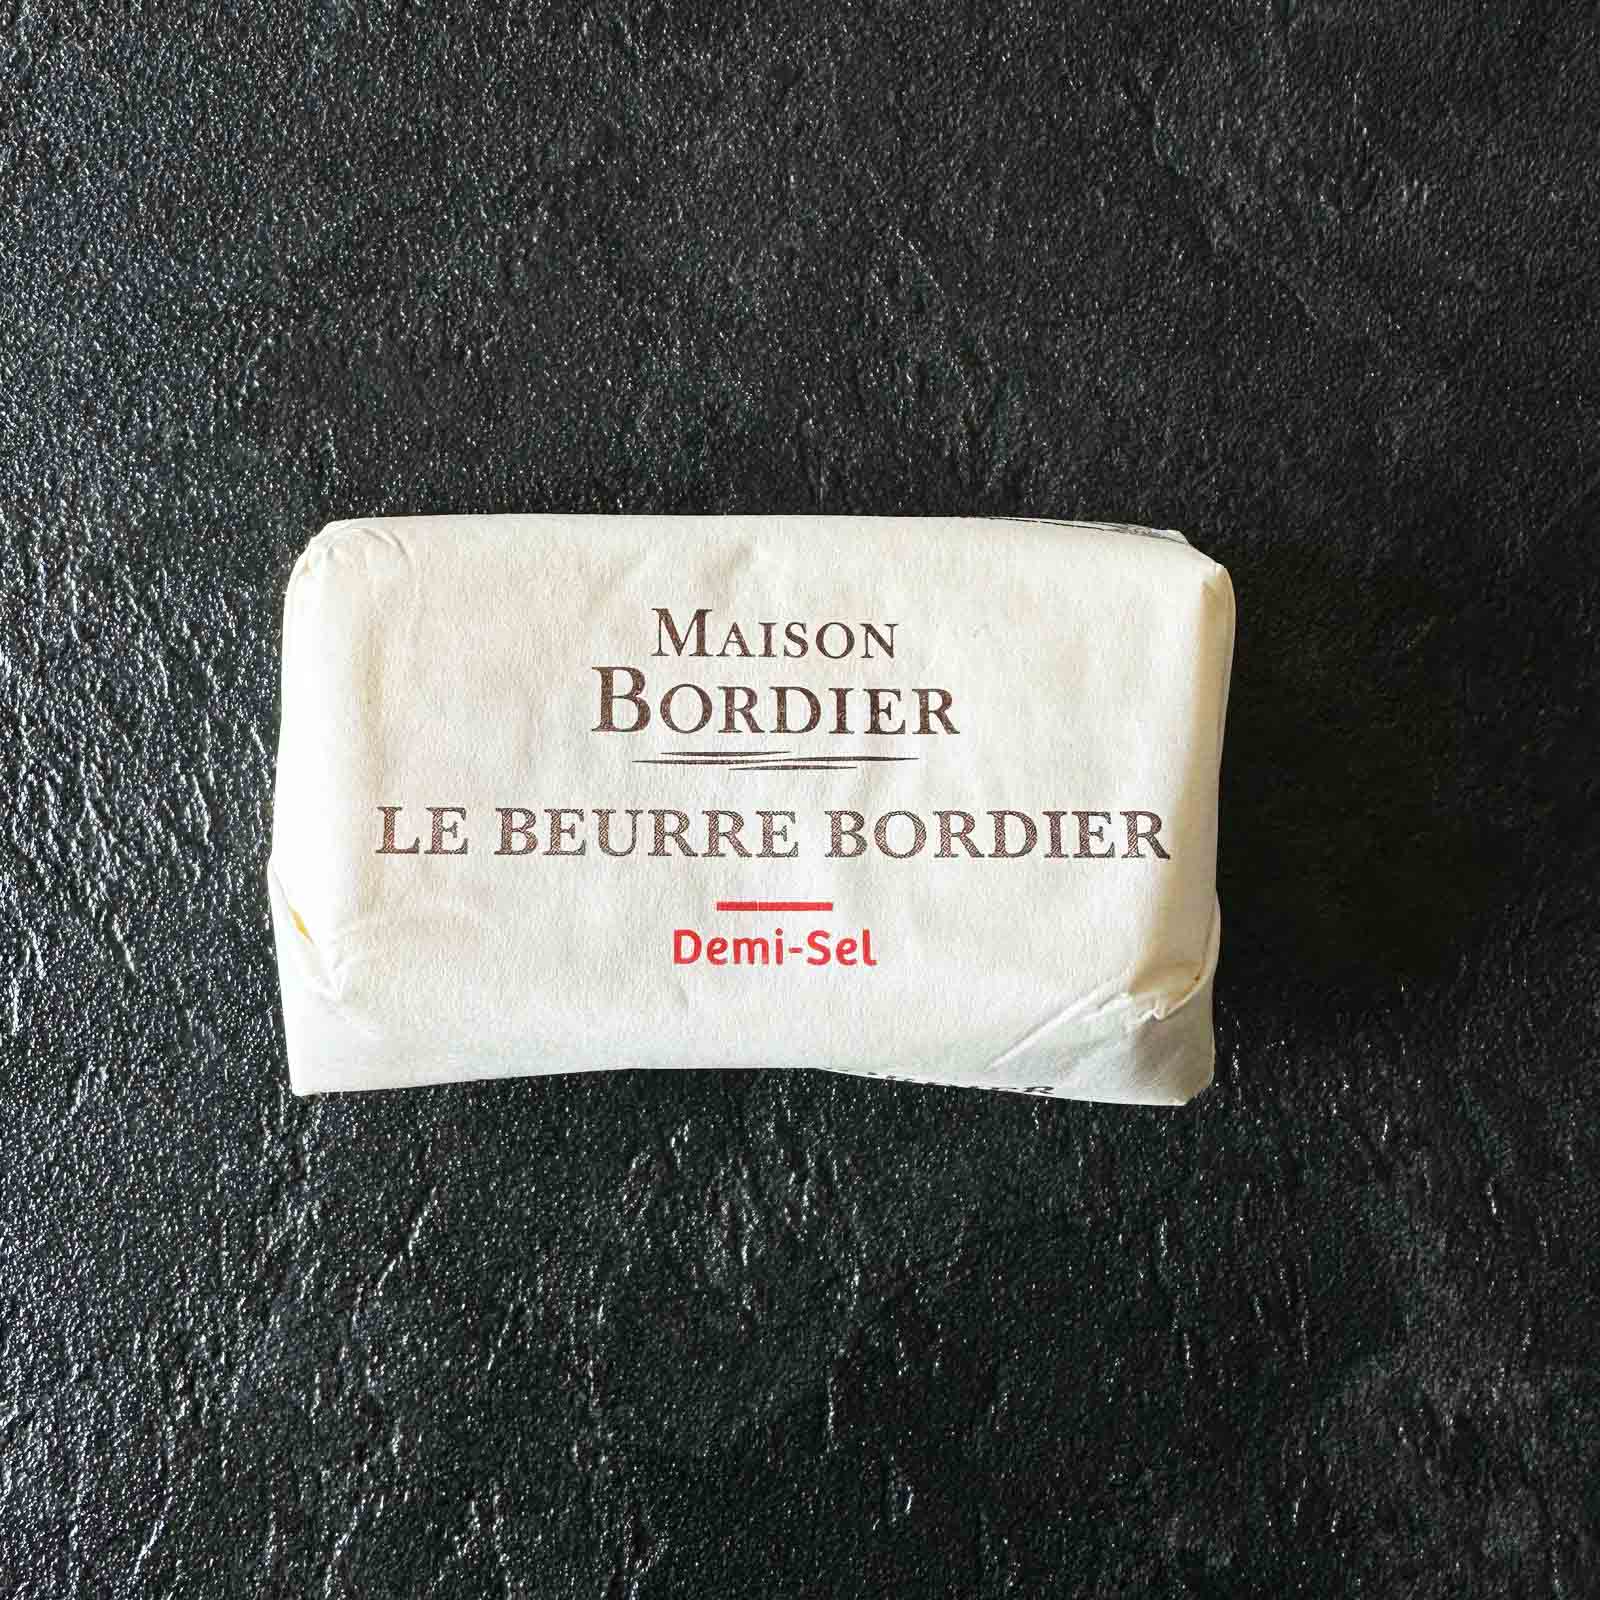 MAISON
BORDIER
LE BEURRE BORDIER
Demi-Sel